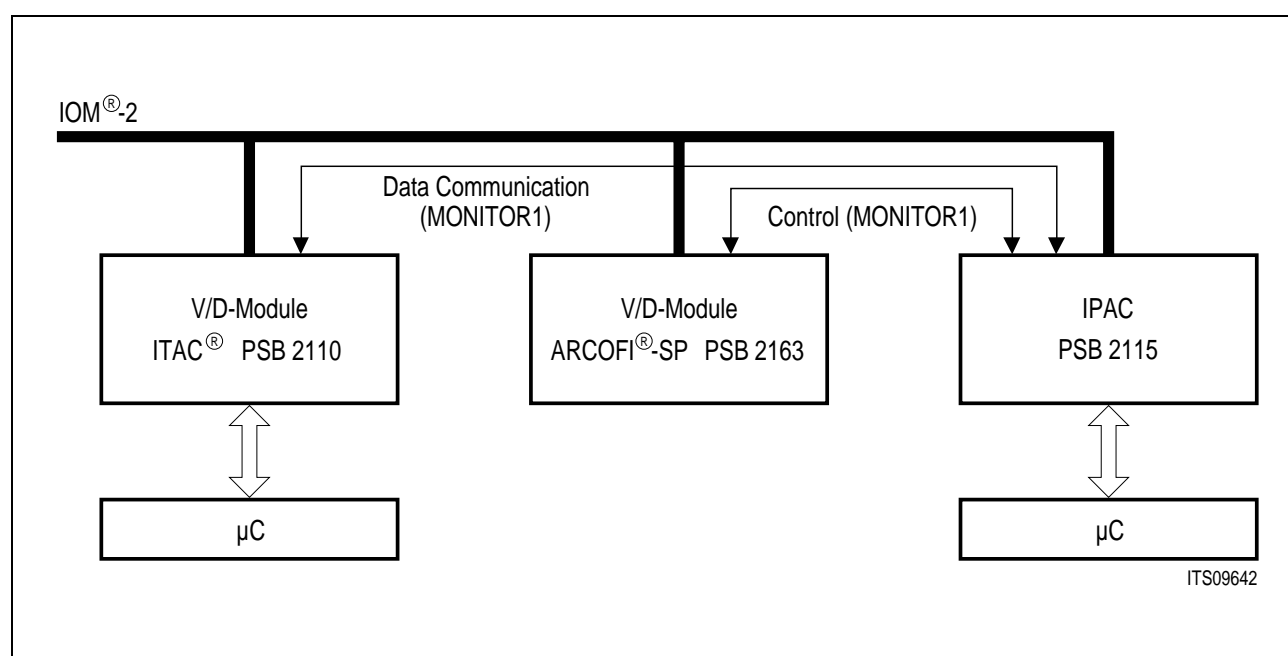 IOM®-2
Data Communication
(MONITOR1)
Control (MONITOR1)
V/D-Module
ITAC® PSB 2110
V/D-Module
ARCOFI®-SP PSB 2163
IPAC
PSB 2115
µC
µC
ITS09642